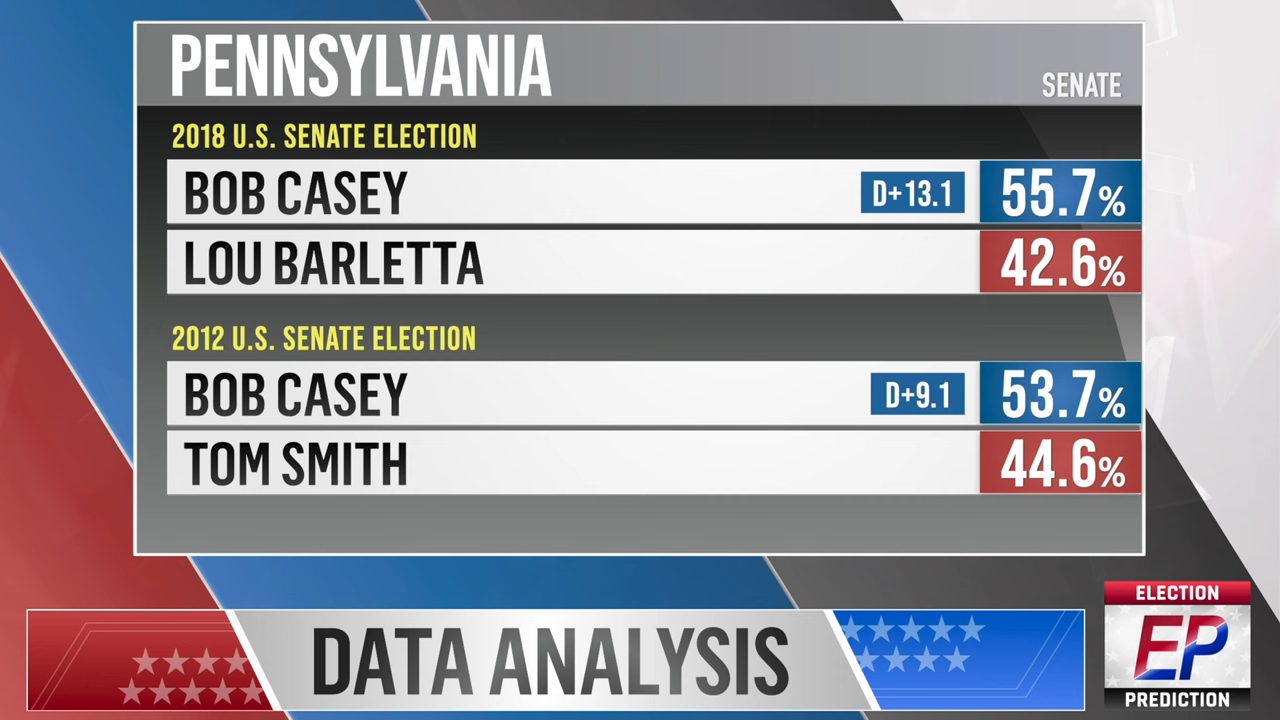 PENNSYLVANIA
SENATE
2018 U.S. SENATE ELECTION
BOB CASEY D+13.1 55.7%
LOU BARLETTA 42.6%
2012 U.S. SENATE ELECTION
BOB CASEY D+9.1 53.7%
TOM SMITH 44.6%
DATA ANALYSIS
ELECTION
EP
PREDICTION